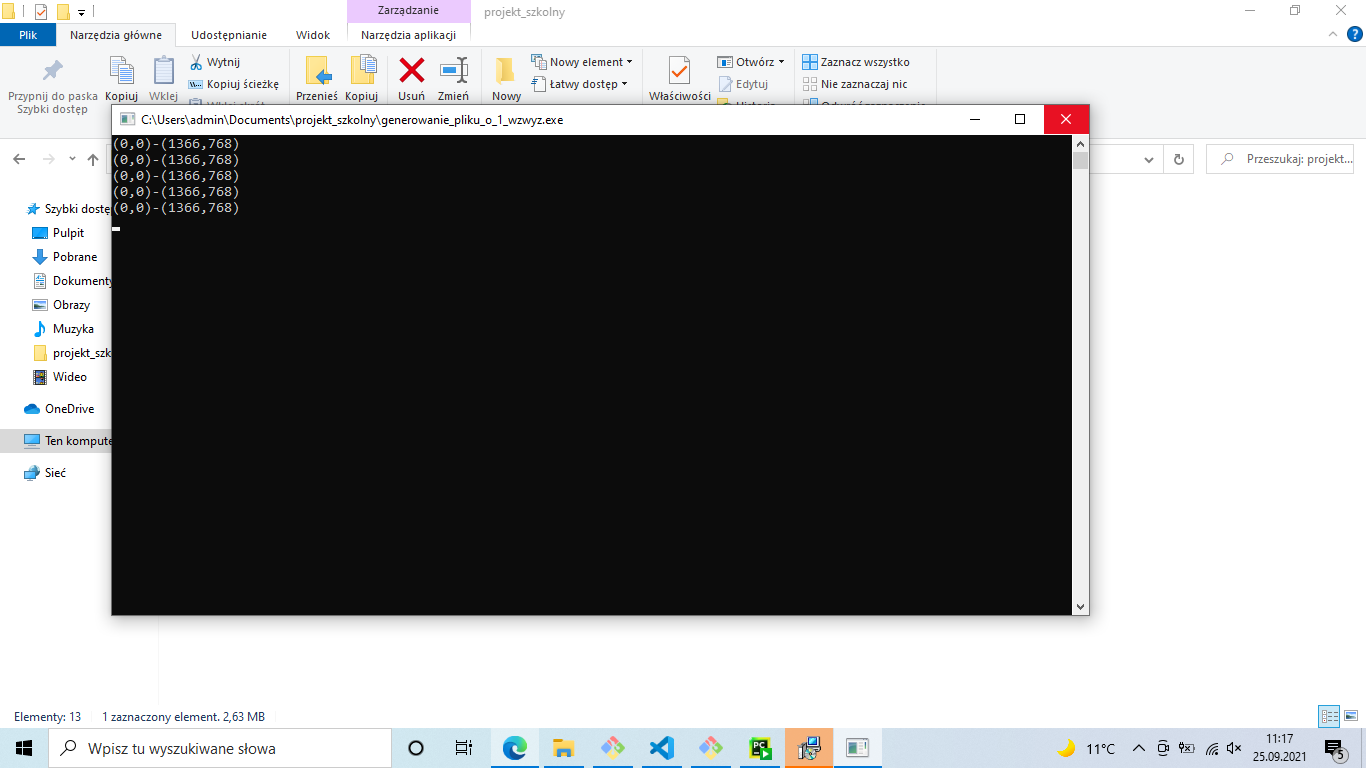 Zarządzanie
projekt_szkolny
Plik
Narzędzia główne
Udostępnianie
Widok
Narzędzia aplikacji
?
Przypnij do paska
Szybki dostęp
Kopiuj
Wklej
Wytnij
Kopiuj ścieżkę
Przenieś
Kopiuj
Usuń
Zmień
Nowy
Nowy element
Łatwy dostęp
Właściwości
Otwórz
Edytuj
Historia
Zaznacz wszystko
Nie zaznaczaj nic
Odwróć zaznaczenie
C:\Users\admin\Documents\projekt_szkolny\generowanie_pliku_o_1_wzwyz.exe
(0,0)-(1366,768)
(0,0)-(1366,768)
(0,0)-(1366,768)
(0,0)-(1366,768)
(0,0)-(1366,768)
Przeszukaj: projekt...
Szybki dostę
Pulpit
Pobrane
Dokumenty
Obrazy
Muzyka
projekt_szk
Wideo
OneDrive
Ten kompute
Sieć
Elementy: 13
1 zaznaczony element. 2,63 MB
Wpisz tu wyszukiwane słowa
PC
11°C
11:17
25.09.2021
5